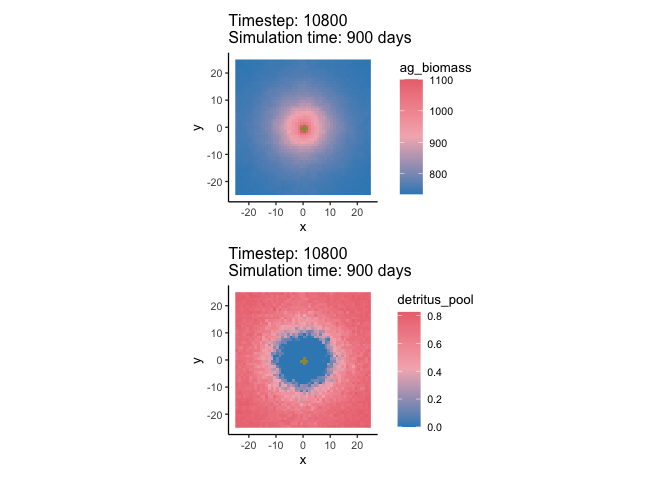 Timestep: 10800
Simulation time: 900 days
ag_biomass
1100
1000
900
800
20
10
0
-10
-20
y
-20 -10 0 10 20
x
Timestep: 10800
Simulation time: 900 days
detritus_pool
0.8
0.6
0.4
0.2
0.0
20
10
0
-10
-20
y
-20 -10 0 10 20
x